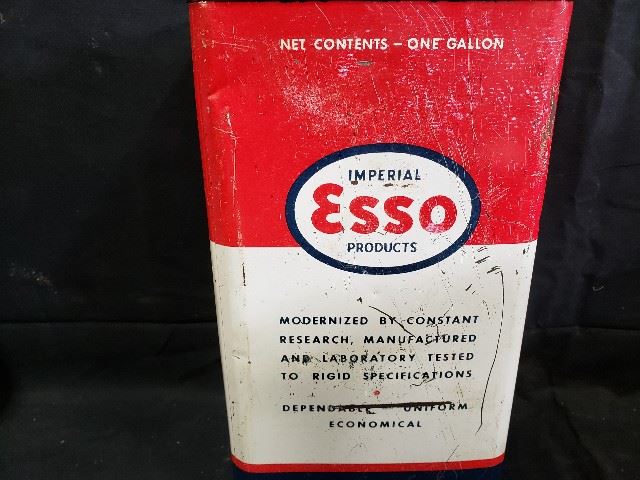 NET CONTENTS – ONE GALLON
IMPERIAL
Esso
PRODUCTS
MODERNIZED BY CONSTANT
RESEARCH, MANUFACTURED
AND LABORATORY TESTED
TO RIGID SPECIFICATIONS
DEPENDABLE UNIFORM
ECONOMICAL